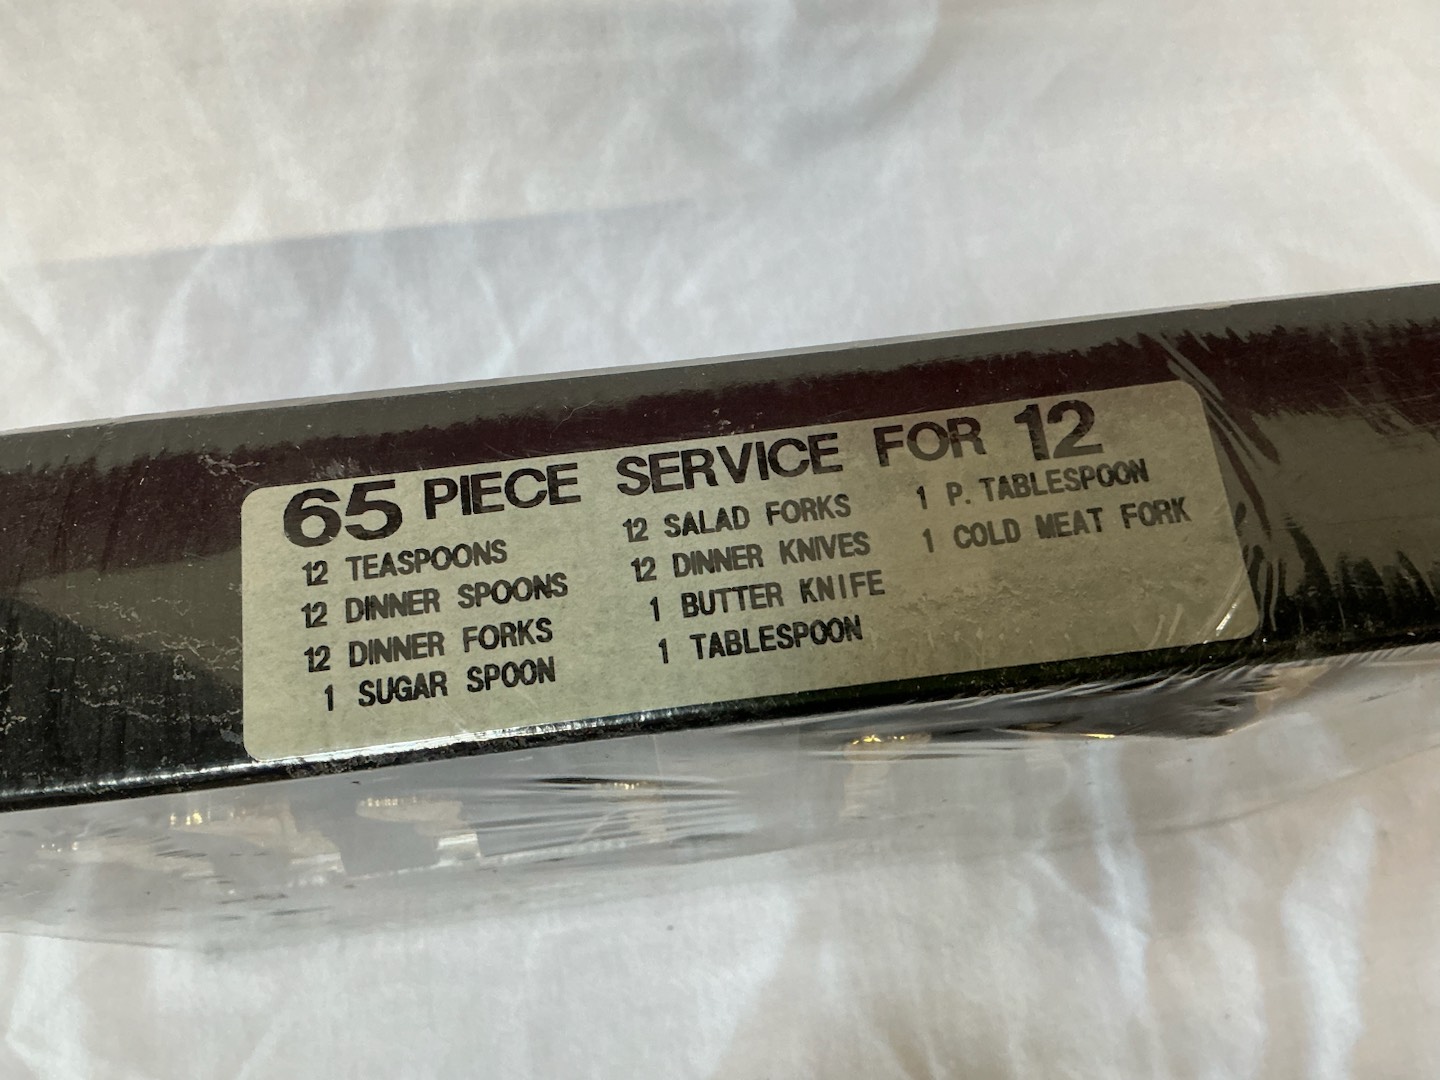 65 PIECE SERVICE FOR 12
12 TEASPOONS
12 DINNER SPOONS
12 DINNER FORKS
1 SUGAR SPOON
12 SALAD FORKS
12 DINNER KNIVES
1 BUTTER KNIFE
1 TABLESPOON
1 P. TABLESPOON
1 COLD MEAT FORK